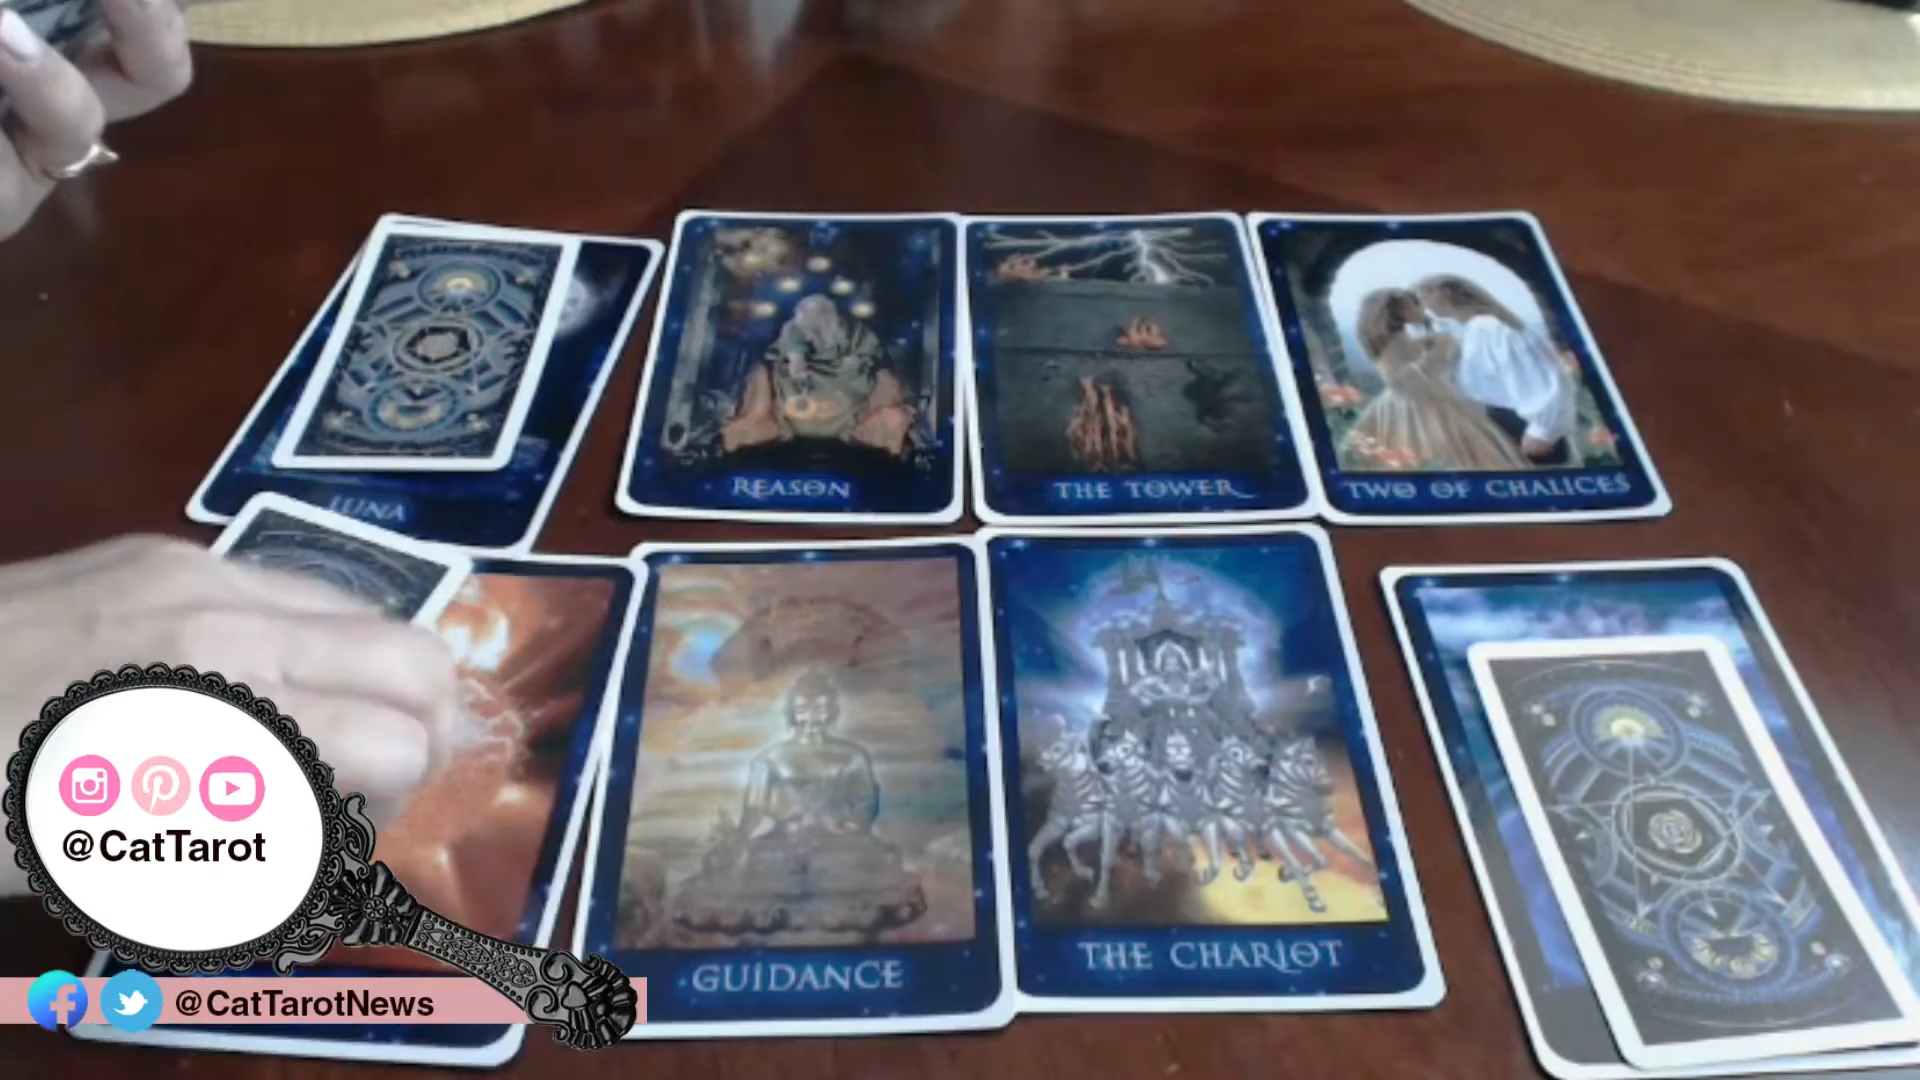 LUNA
REASON
THE TOWER
TWO OF CHALICES
GUIDANCE
THE CHARIOT
@CatTarot
@CatTarotNews